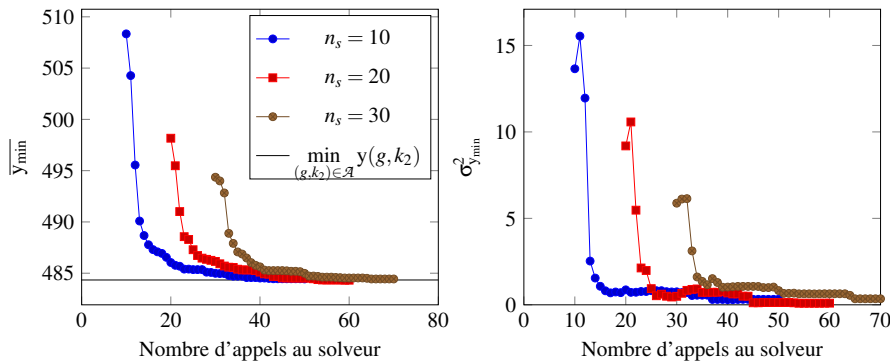 510
505
500
495
490
485
0 20 40 60 80
y_min
Nombre d'appels au solveur
n_s = 10
n_s = 20
n_s = 30
min y(g, k_2)
(g,k_2)∈𝒜
15
10
5
0
0 10 20 30 40 50 60 70
σ²_{y_min}
Nombre d'appels au solveur